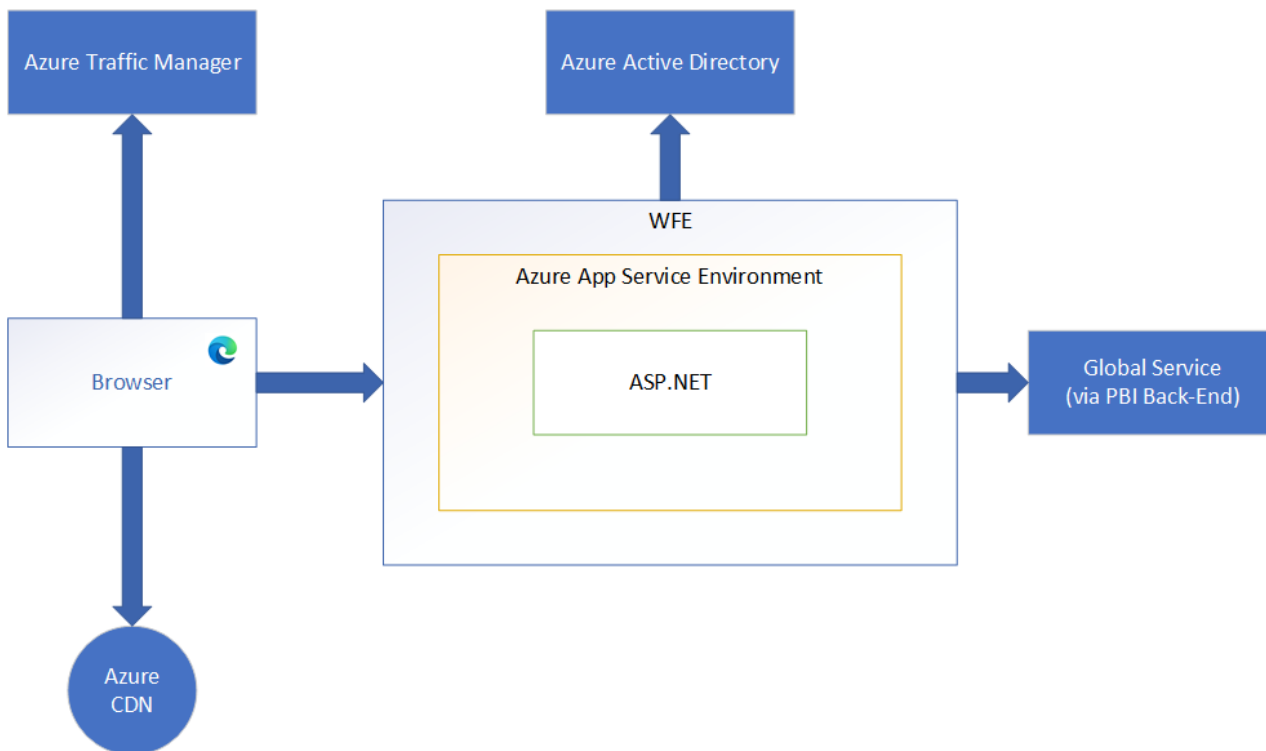 Azure Traffic Manager
Azure Active Directory
WFE
Azure App Service Environment
Browser
ASP.NET
Global Service
(via PBI Back-End)
Azure
CDN